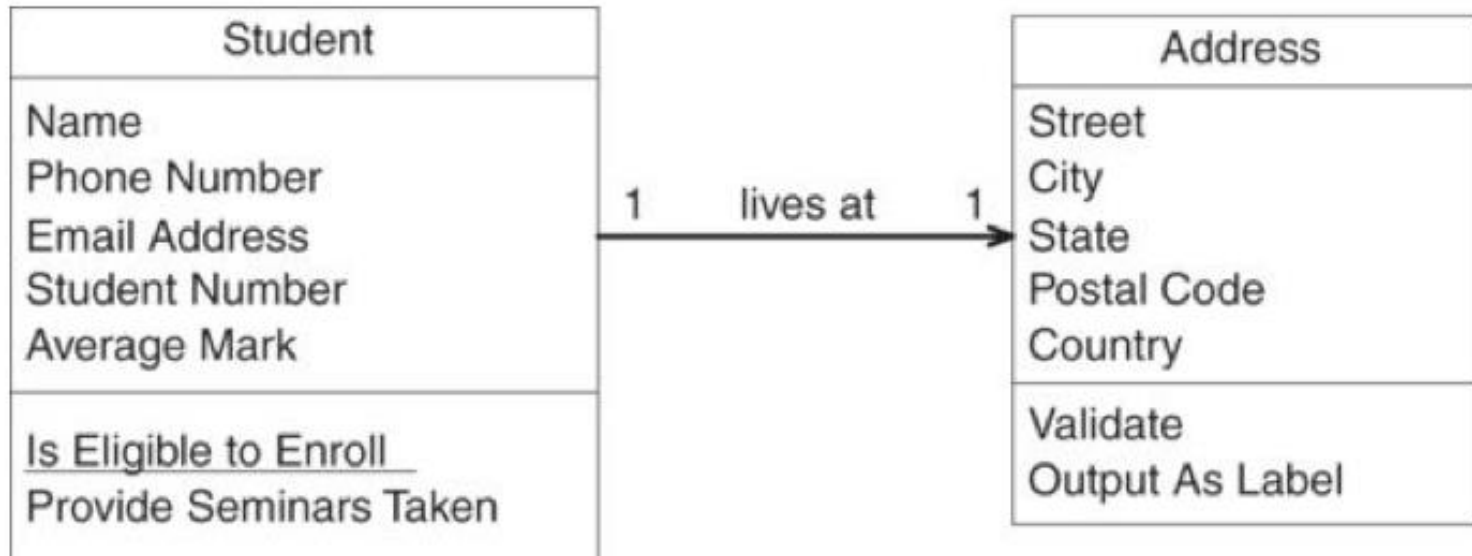 Student
Name
Phone Number
Email Address
Student Number
Average Mark
Is Eligible to Enroll
Provide Seminars Taken
1 lives at 1
Address
Street
City
State
Postal Code
Country
Validate
Output As Label